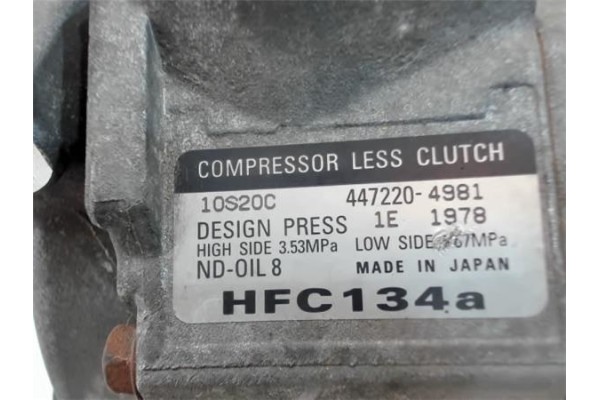 COMPRESSOR LESS CLUTCH
10S20C 447220-4981
DESIGN PRESS 1E 1978
HIGH SIDE 3.53MPa LOW SIDE
ND-OIL 8 MADE IN JAPAN
HFC134a